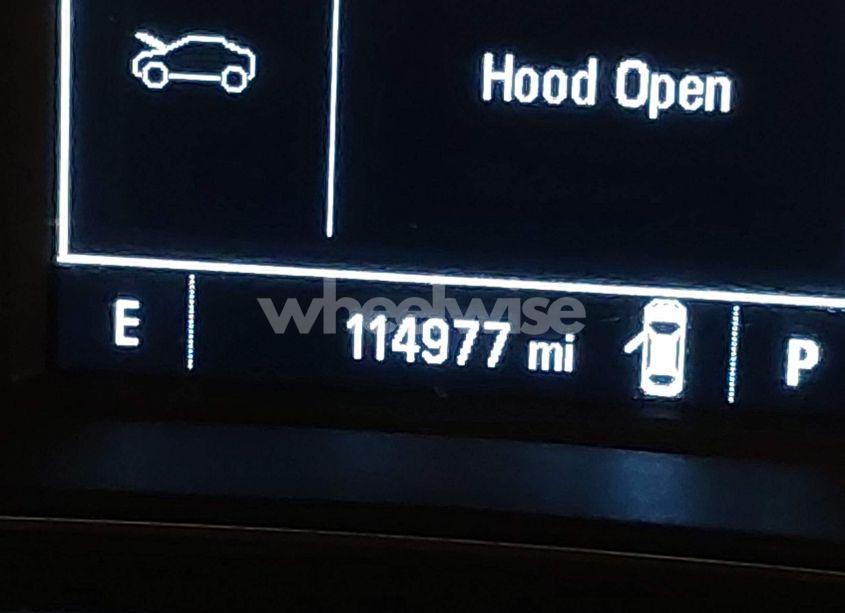 Hood Open
E
wheelwise
114977 mi
P